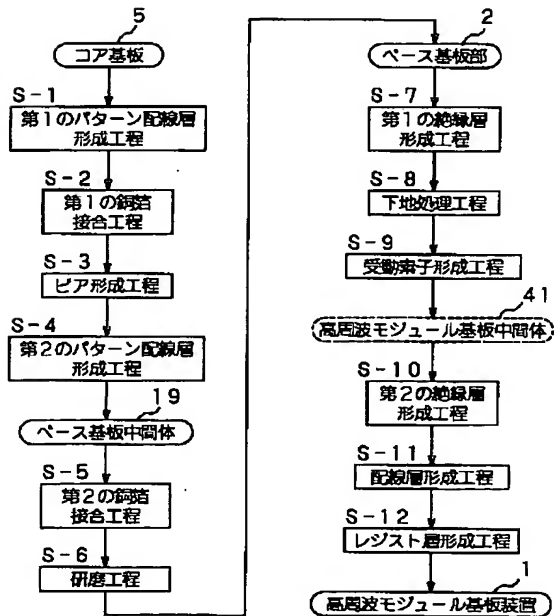 5
コア基板
S-1
第1のパターン配線層
形成工程
S-2
第1の銅箔
接合工程
S-3
ビア形成工程
S-4
第2のパターン配線層
形成工程
19
ベース基板中間体
S-5
第2の銅箔
接合工程
S-6
研磨工程
2
ベース基板部
S-7
第1の絶縁層
形成工程
S-8
下地処理工程
S-9
受動素子形成工程
41
高周波モジュール基板中間体
S-10
第2の絶縁層
形成工程
S-11
配線層形成工程
S-12
レジスト層形成工程
1
高周波モジュール基板装置